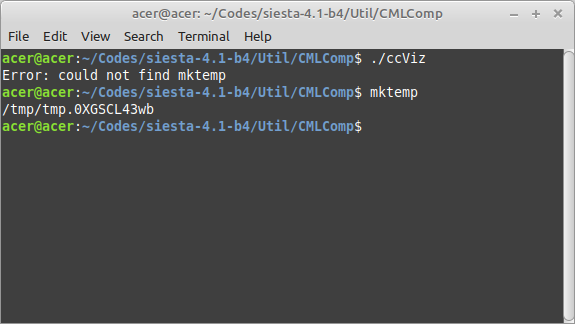 acer@acer: ~/Codes/siesta-4.1-b4/Util/CMLComp
File Edit View Search Terminal Help
acer@acer:~/Codes/siesta-4.1-b4/Util/CMLComp$ ./ccViz
Error: could not find mktemp
acer@acer:~/Codes/siesta-4.1-b4/Util/CMLComp$ mktemp
/tmp/tmp.0XGSCL43wb
acer@acer:~/Codes/siesta-4.1-b4/Util/CMLComp$